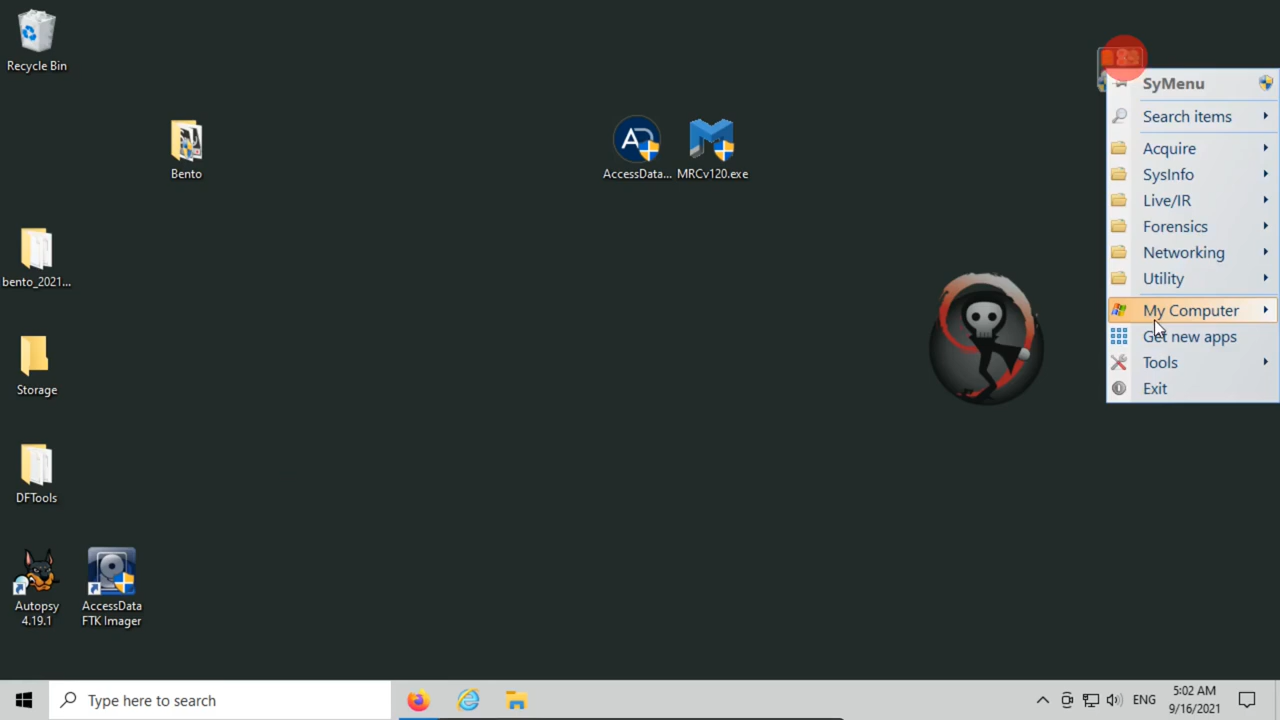 Recycle Bin
Bento
AccessData...
MRCv120.exe
bento_2021...
Storage
DFTools
Autopsy
4.19.1
AccessData
FTK Imager
SyMenu
Search items
Acquire
SysInfo
Live/IR
Forensics
Networking
Utility
My Computer
Get new apps
Tools
Exit
Type here to search
ENG
5:02 AM
9/16/2021